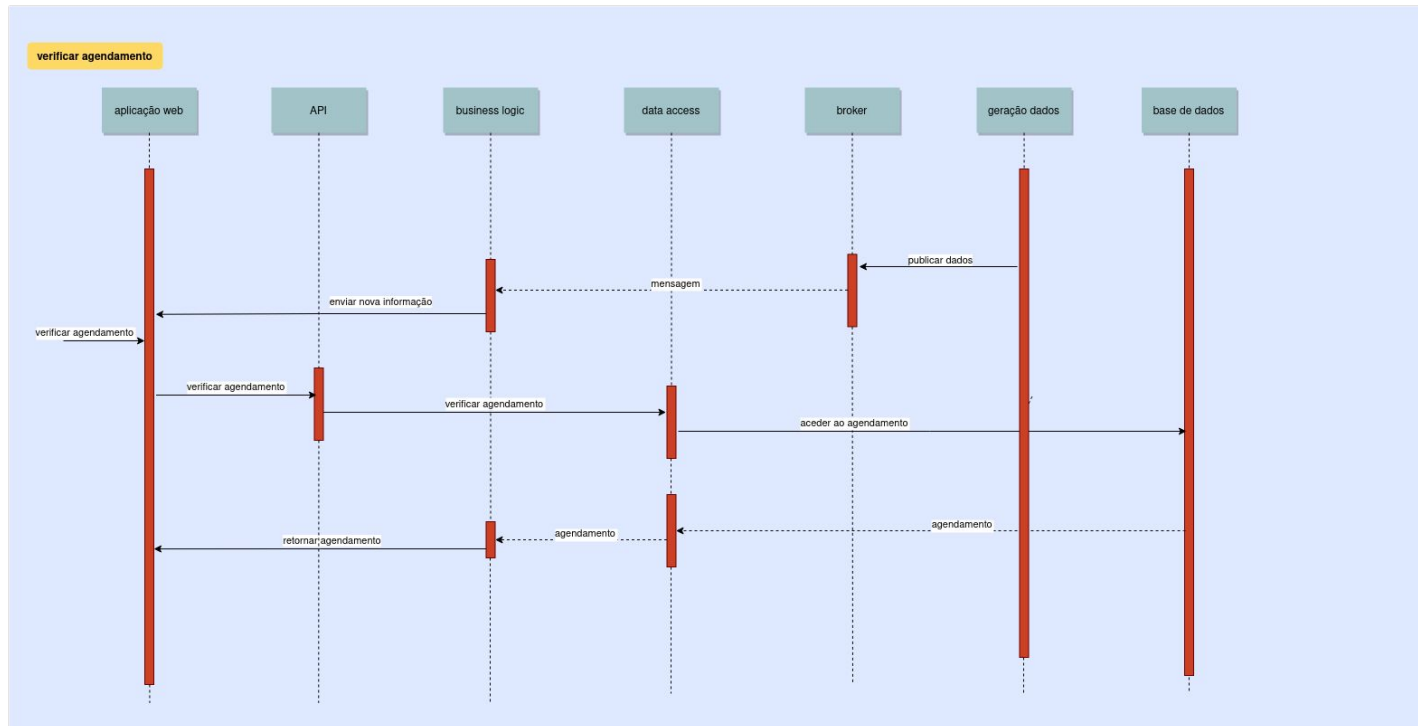 verificar agendamento
aplicação web
API
business logic
data access
broker
geração dados
base de dados
publicar dados
mensagem
enviar nova informação
verificar agendamento
verificar agendamento
verificar agendamento
aceder ao agendamento
agendamento
agendamento
retornar agendamento